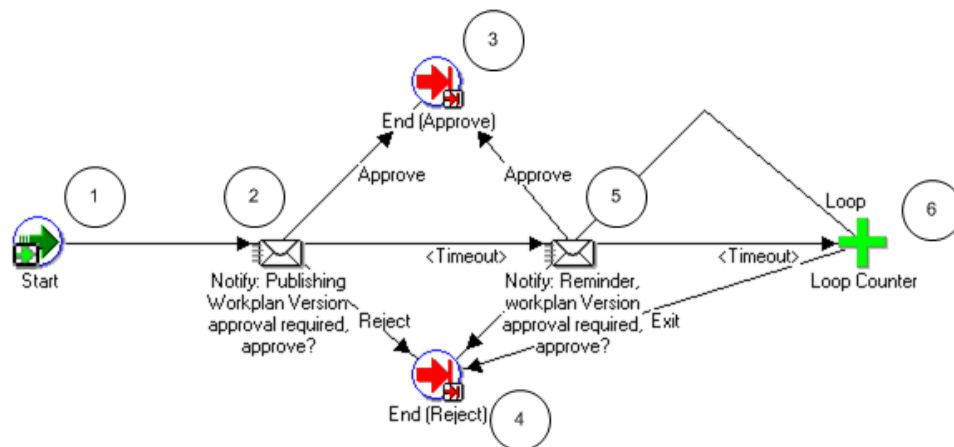 3
End (Approve)
1
2
Approve
Approve
5
Loop
6
Start
<Timeout>
<Timeout>
Notify: Publishing
Workplan Version
approval required,
approve?
Notify: Reminder,
workplan Version
approval required,
approve?
Loop Counter
Reject
Exit
End (Reject)
4